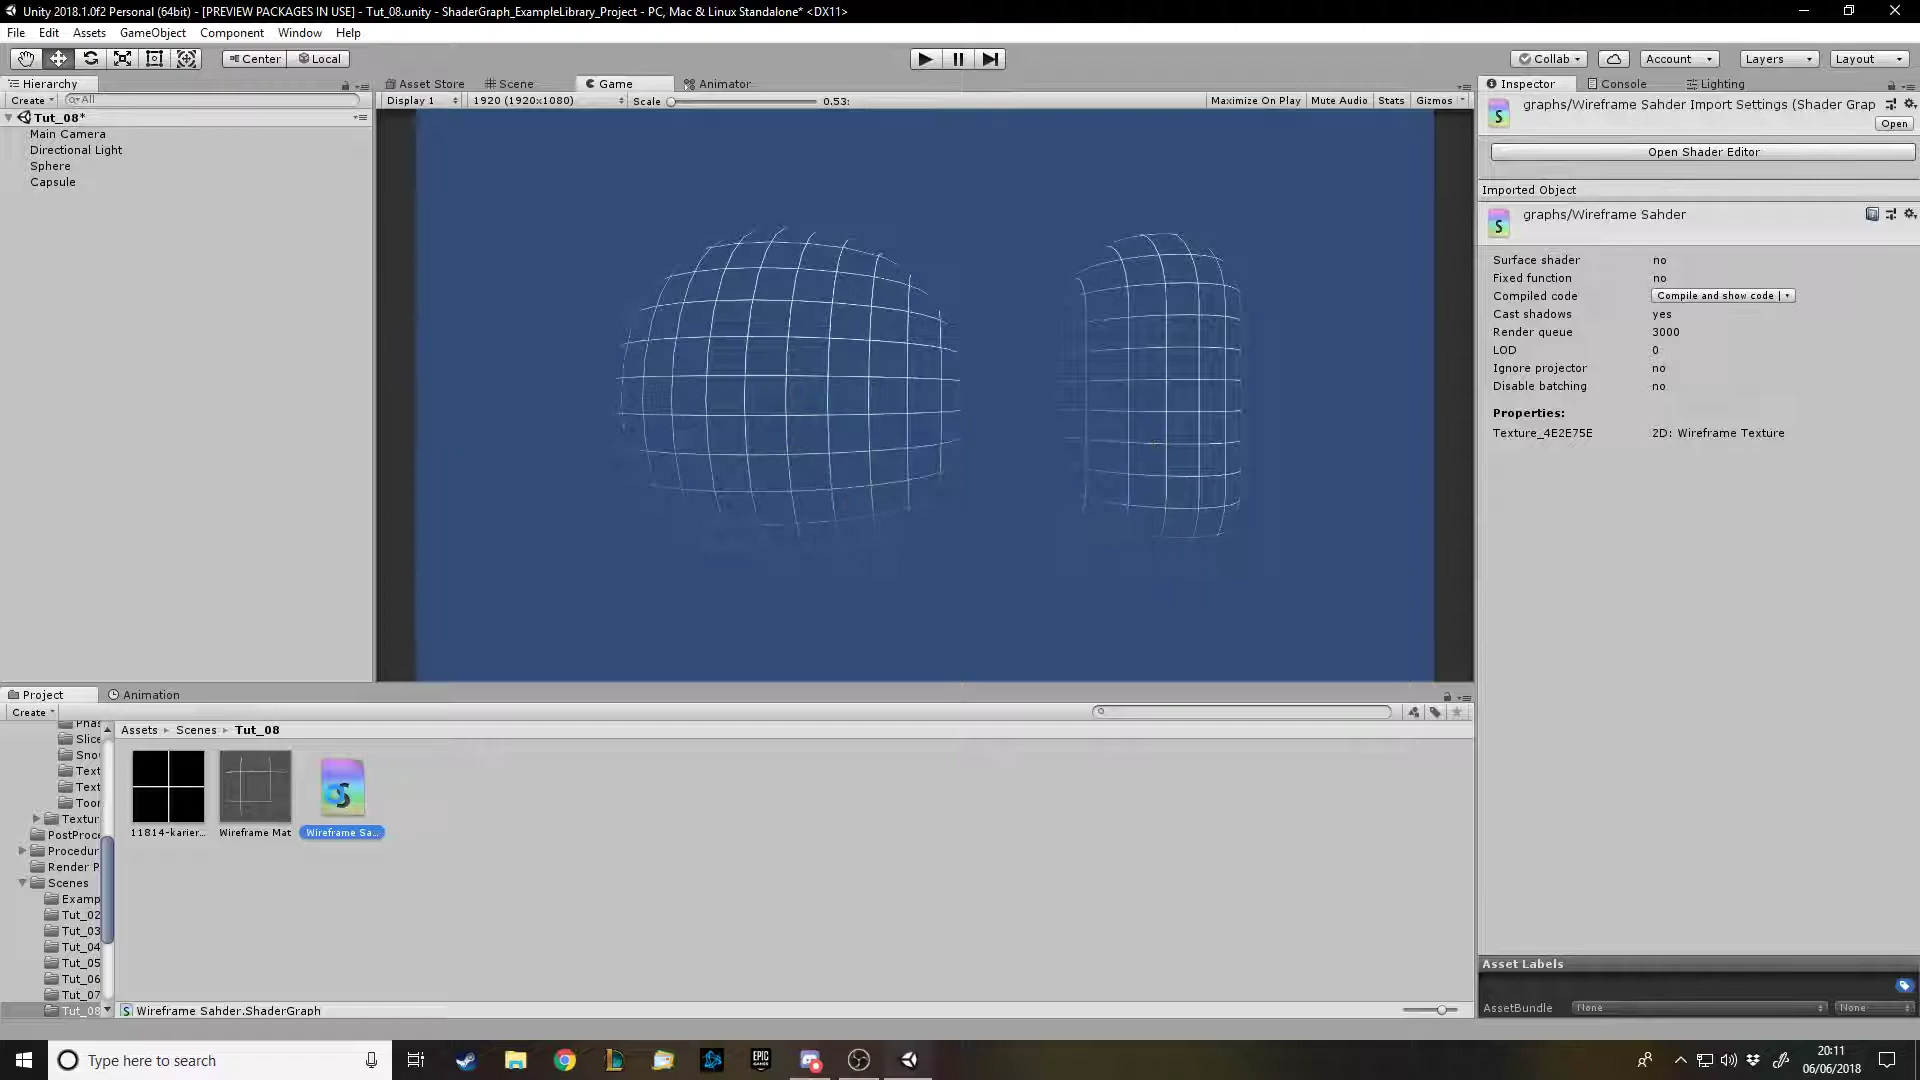 Unity 2018.1.0f2 Personal (64bit) - [PREVIEW PACKAGES IN USE] - Tut_08.unity - ShaderGraph_ExampleLibrary_Project - PC, Mac & Linux Standalone* <DX11>
File Edit Assets GameObject Component Window Help
Center Local Collab Account Layers Layout
Hierarchy Asset Store Scene Game Animator Inspector Console Lighting
Create All Display 1 1920 (1920x1080) Scale 0.53: Maximize On Play Mute Audio Stats Gizmos
graphs/Wireframe Sahder Import Settings (Shader Grap
Open
Tut_08*
Main Camera
Directional Light
Sphere
Capsule
Open Shader Editor
Imported Object
graphs/Wireframe Sahder
Surface shader no
Fixed function no
Compiled code Compile and show code
Cast shadows yes
Render queue 3000
LOD 0
Ignore projector no
Disable batching no
Properties:
Texture_4E2E75E 2D: Wireframe Texture
Project Animation
Create
Assets Scenes Tut_08
Phas
Slice
Sno
Text
Text
Toor
Textur
PostProce
Procedur
Render P
Scenes
Examp
Tut_02
Tut_03
Tut_04
Tut_05
Tut_06
Tut_07
Tut_08
11814-karier... Wireframe Mat Wireframe Sa...
Wireframe Sahder.ShaderGraph
Asset Labels
AssetBundle None None
Type here to search
EPIC GAMES
20:11
06/06/2018